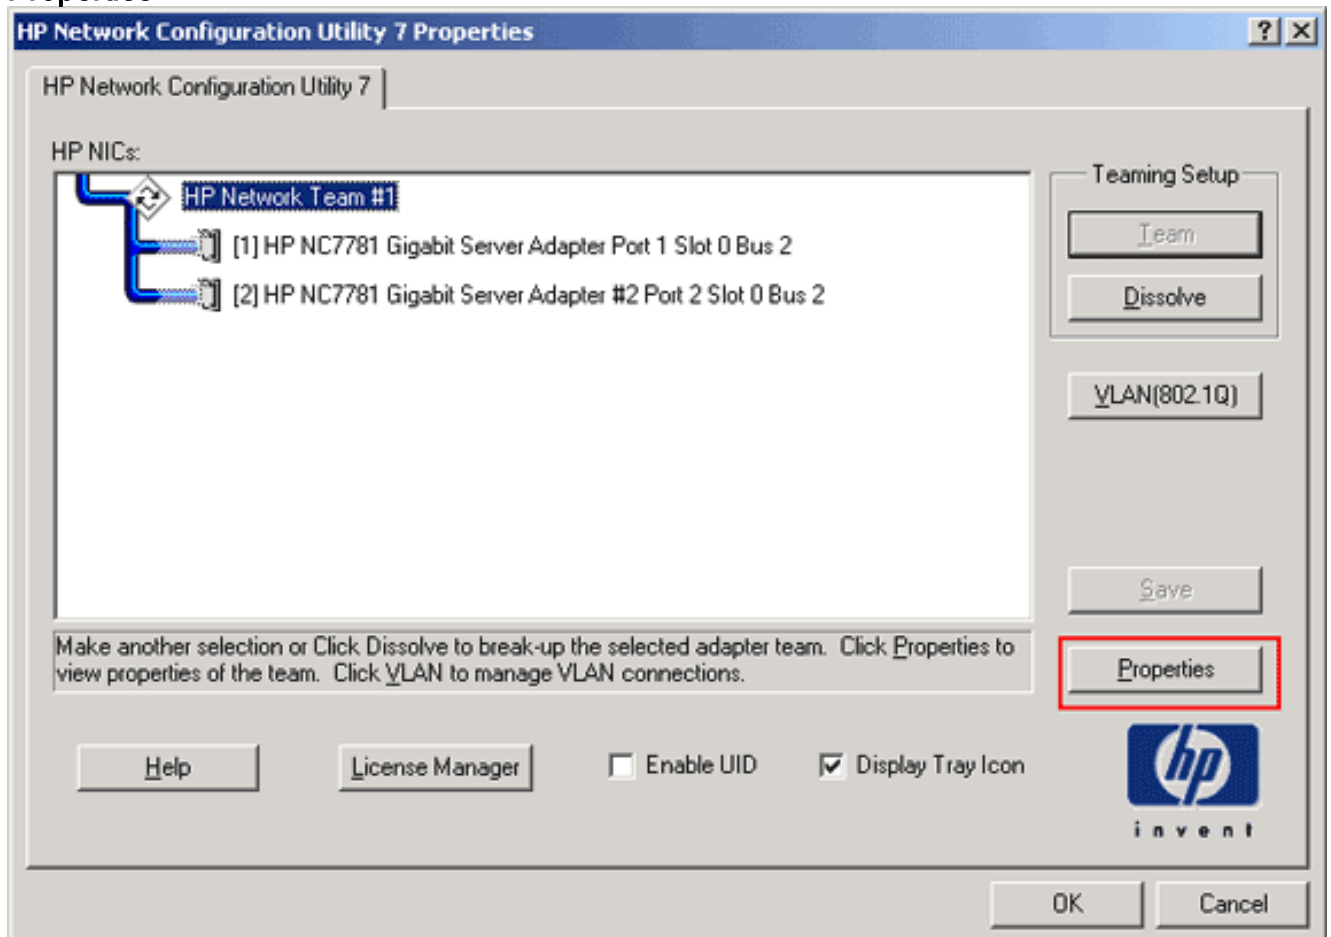 Properties
HP Network Configuration Utility 7 Properties
HP Network Configuration Utility 7
HP NICs:
HP Network Team #1
[1] HP NC7781 Gigabit Server Adapter Port 1 Slot 0 Bus 2
[2] HP NC7781 Gigabit Server Adapter #2 Port 2 Slot 0 Bus 2
Teaming Setup
Team
Dissolve
VLAN(802.1Q)
Save
Make another selection or Click Dissolve to break-up the selected adapter team. Click Properties to
view properties of the team. Click VLAN to manage VLAN connections.
Properties
Help
License Manager
Enable UID
Display Tray Icon
hp
invent
OK
Cancel